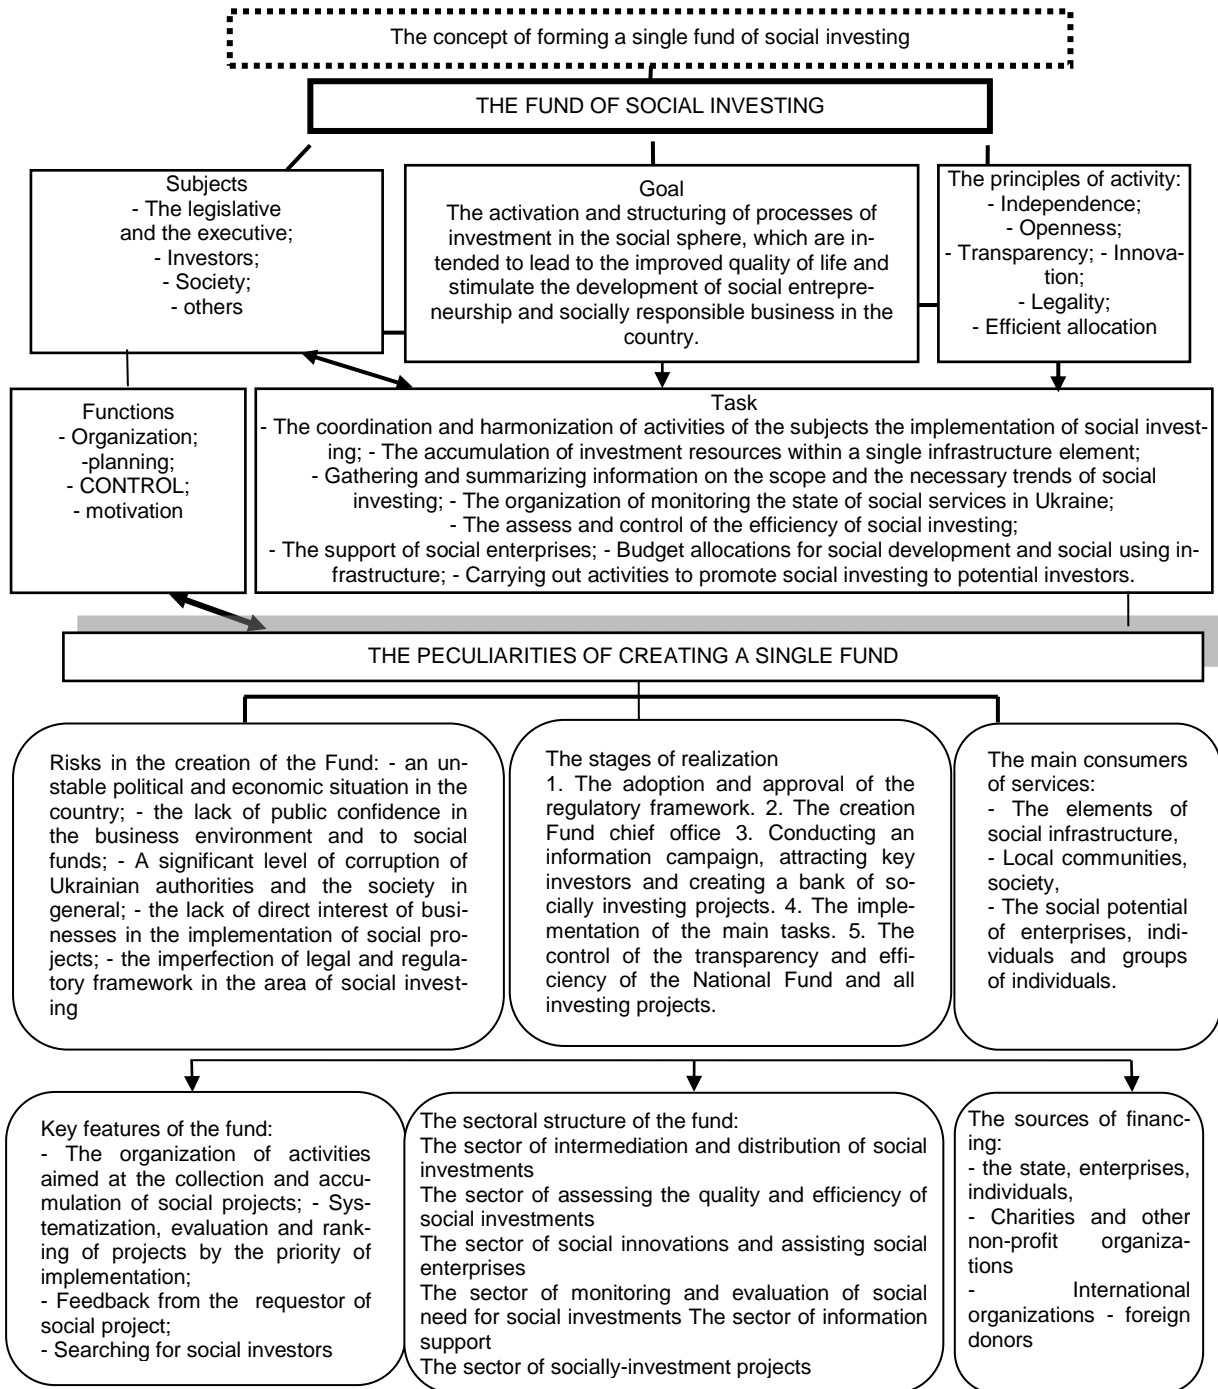 The concept of forming a single fund of social investing
THE FUND OF SOCIAL INVESTING
Subjects
- The legislative
and the executive;
- Investors;
- Society;
- others
Goal
The activation and structuring of processes of
investment in the social sphere, which are in-
tended to lead to the improved quality of life and
stimulate the development of social entrepre-
neurship and socially responsible business in the
country.
The principles of activity:
- Independence;
- Openness;
- Transparency; - Innova-
tion;
- Legality;
- Efficient allocation
Functions
- Organization;
-planning;
- CONTROL;
- motivation
Task
- The coordination and harmonization of activities of the subjects the implementation of social invest-
ing; - The accumulation of investment resources within a single infrastructure element;
- Gathering and summarizing information on the scope and the necessary trends of social
investing; - The organization of monitoring the state of social services in Ukraine;
- The assess and control of the efficiency of social investing;
- The support of social enterprises; - Budget allocations for social development and social using in-
frastructure; - Carrying out activities to promote social investing to potential investors.
THE PECULIARITIES OF CREATING A SINGLE FUND
Risks in the creation of the Fund: - an un-
stable political and economic situation in the
country; - the lack of public confidence in
the business environment and to social
funds; - A significant level of corruption of
Ukrainian authorities and the society in
general; - the lack of direct interest of busi-
nesses in the implementation of social pro-
jects; - the imperfection of legal and regula-
tory framework in the area of social invest-
ing
The stages of realization
1. The adoption and approval of the
regulatory framework. 2. The creation
Fund chief office 3. Conducting an
information campaign, attracting key
investors and creating a bank of so-
cially investing projects. 4. The imple-
mentation of the main tasks. 5. The
control of the transparency and effi-
ciency of the National Fund and all
investing projects.
The main consumers
of services:
- The elements of
social infrastructure,
- Local communities,
society,
- The social potential
of enterprises, indi-
viduals and groups
of individuals.
Key features of the fund:
- The organization of activities
aimed at the collection and accu-
mulation of social projects; - Sys-
tematization, evaluation and rank-
ing of projects by the priority of
implementation;
- Feedback from the requestor of
social project;
- Searching for social investors
The sectoral structure of the fund:
The sector of intermediation and distribution of social
investments
The sector of assessing the quality and efficiency of
social investments
The sector of social innovations and assisting social
enterprises
The sector of monitoring and evaluation of social
need for social investments The sector of information
support
The sector of socially-investment projects
The sources of financ-
ing:
- the state, enterprises,
individuals,
- Charities and other
non-profit organiza-
tions
- International
organizations - foreign
donors